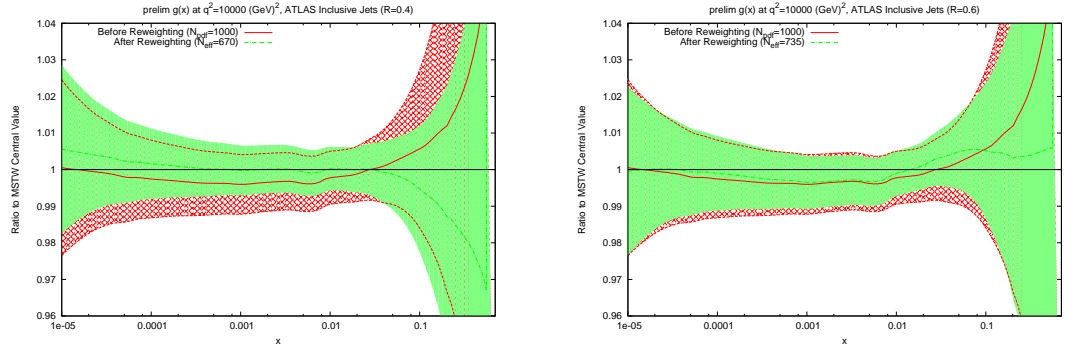 prelim g(x) at q²=10000 (GeV)², ATLAS Inclusive Jets (R=0.4)
Before Reweighting (N_pdf=1000)
After Reweighting (N_eff=670)
Ratio to MSTW Central Value
1.04
1.03
1.02
1.01
1
0.99
0.98
0.97
0.96
1e-05
0.0001
0.001
0.01
0.1
x
prelim g(x) at q²=10000 (GeV)², ATLAS Inclusive Jets (R=0.6)
Before Reweighting (N_pdf=1000)
After Reweighting (N_eff=735)
Ratio to MSTW Central Value
1.04
1.03
1.02
1.01
1
0.99
0.98
0.97
0.96
1e-05
0.0001
0.001
0.01
0.1
x